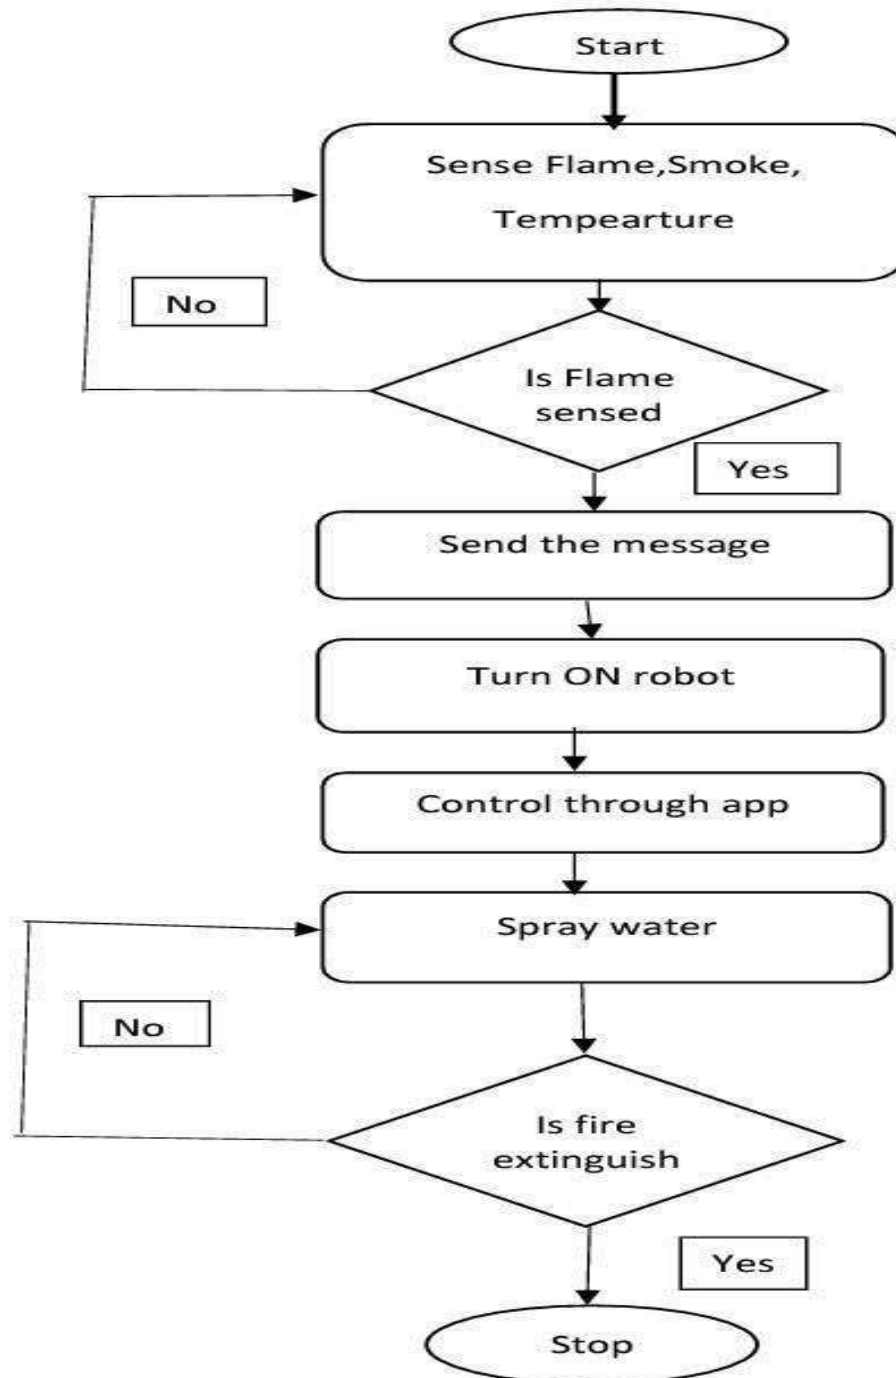 Start
Sense Flame,Smoke,
Tempearture
No
Is Flame
sensed
Yes
Send the message
Turn ON robot
Control through app
Spray water
No
Is fire
extinguish
Yes
Stop